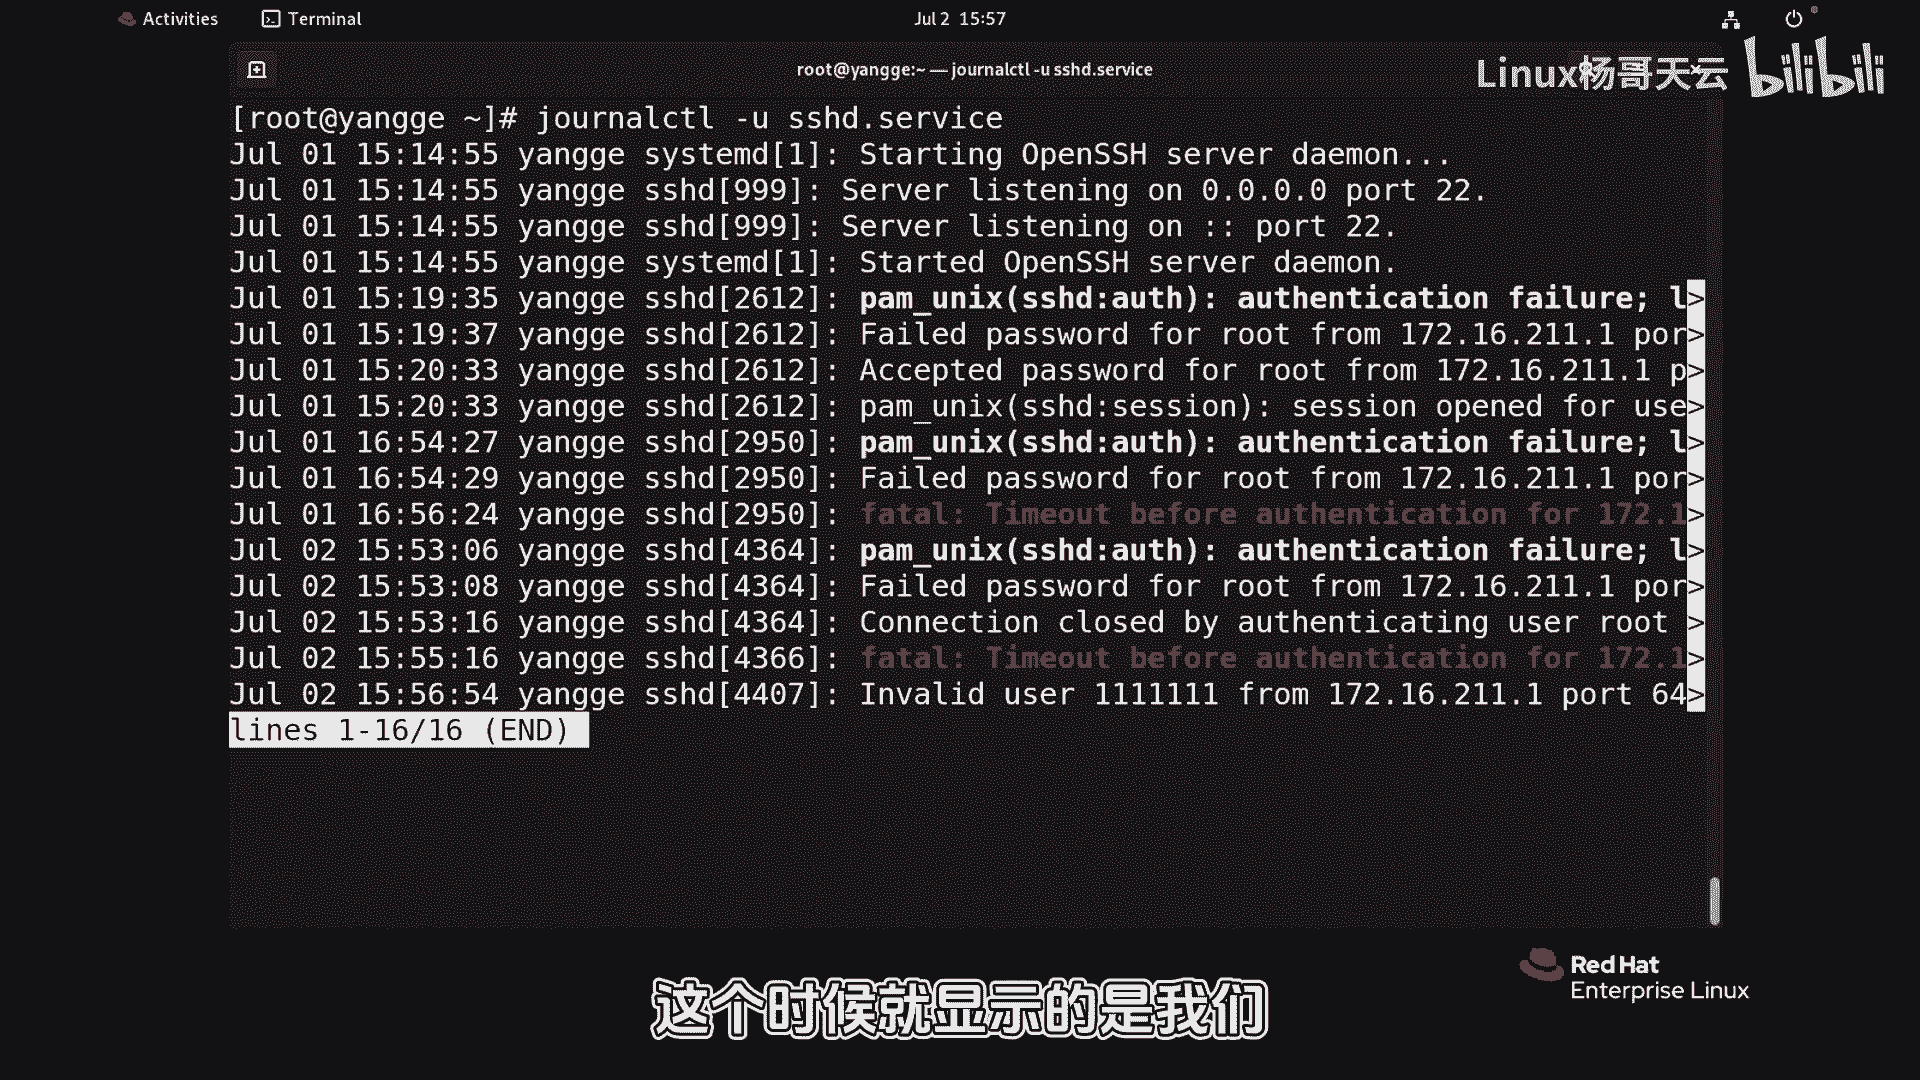 Activities
Terminal
Jul 2 15:57
root@yangge:~ — journalctl -u sshd.service
Linux杨哥天云 bilibili
[root@yangge ~]# journalctl -u sshd.service
Jul 01 15:14:55 yangge systemd[1]: Starting OpenSSH server daemon...
Jul 01 15:14:55 yangge sshd[999]: Server listening on 0.0.0.0 port 22.
Jul 01 15:14:55 yangge sshd[999]: Server listening on :: port 22.
Jul 01 15:14:55 yangge systemd[1]: Started OpenSSH server daemon.
Jul 01 15:19:35 yangge sshd[2612]: pam_unix(sshd:auth): authentication failure; l>
Jul 01 15:19:37 yangge sshd[2612]: Failed password for root from 172.16.211.1 por>
Jul 01 15:20:33 yangge sshd[2612]: Accepted password for root from 172.16.211.1 p>
Jul 01 15:20:33 yangge sshd[2612]: pam_unix(sshd:session): session opened for use>
Jul 01 16:54:27 yangge sshd[2950]: pam_unix(sshd:auth): authentication failure; l>
Jul 01 16:54:29 yangge sshd[2950]: Failed password for root from 172.16.211.1 por>
Jul 01 16:56:24 yangge sshd[2950]: fatal: Timeout before authentication for 172.1>
Jul 02 15:53:06 yangge sshd[4364]: pam_unix(sshd:auth): authentication failure; l>
Jul 02 15:53:08 yangge sshd[4364]: Failed password for root from 172.16.211.1 por>
Jul 02 15:53:16 yangge sshd[4364]: Connection closed by authenticating user root >
Jul 02 15:55:16 yangge sshd[4366]: fatal: Timeout before authentication for 172.1>
Jul 02 15:56:54 yangge sshd[4407]: Invalid user 1111111 from 172.16.211.1 port 64>
lines 1-16/16 (END)
Red Hat
Enterprise Linux
这个时候就显示的是我们